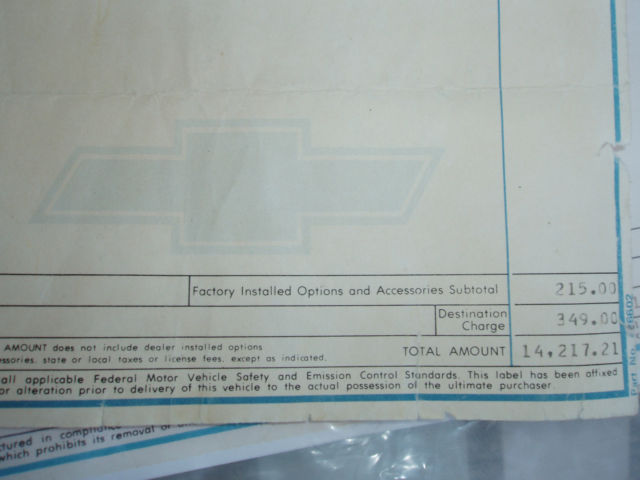 Factory Installed Options and Accessories Subtotal 215.00
Destination
Charge 349.00
AMOUNT does not include dealer installed options
essories, state or local taxes or license fees, except as indicated.
TOTAL AMOUNT 14,217.21
all applicable Federal Motor Vehicle Safety and Emission Control Standards. This label has been affixed
or alteration prior to delivery of this vehicle to the actual possession of the ultimate purchaser.
ctured in compliance
which prohibits its removal or